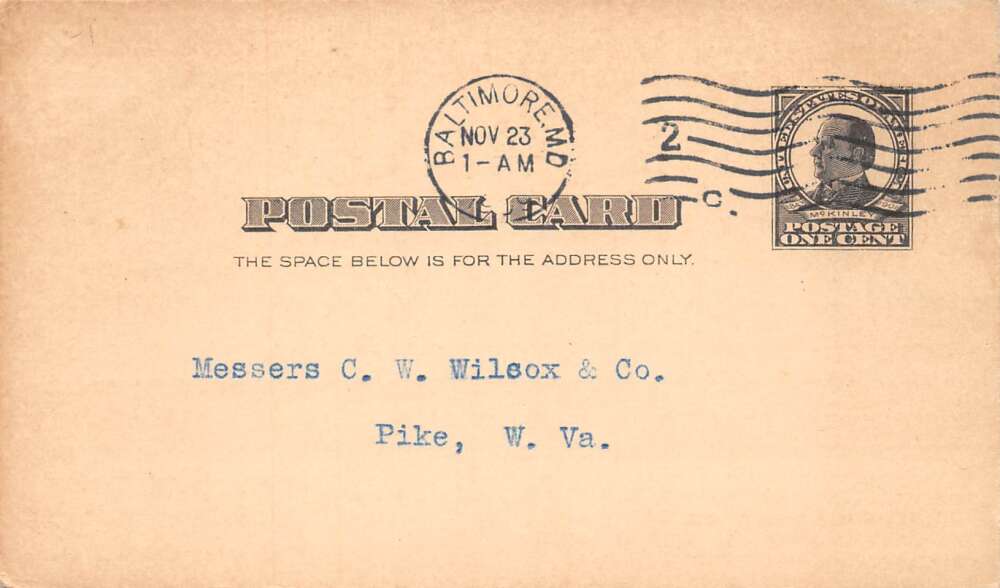 BALTIMORE, MD
NOV 23
1-AM
2
C.
UNITED STATES OF AMERICA
McKINLEY
POSTAGE
ONE CENT
POSTAL CARD
THE SPACE BELOW IS FOR THE ADDRESS ONLY.
Messers C. W. Wilsox & Co.
Pike, W. Va.